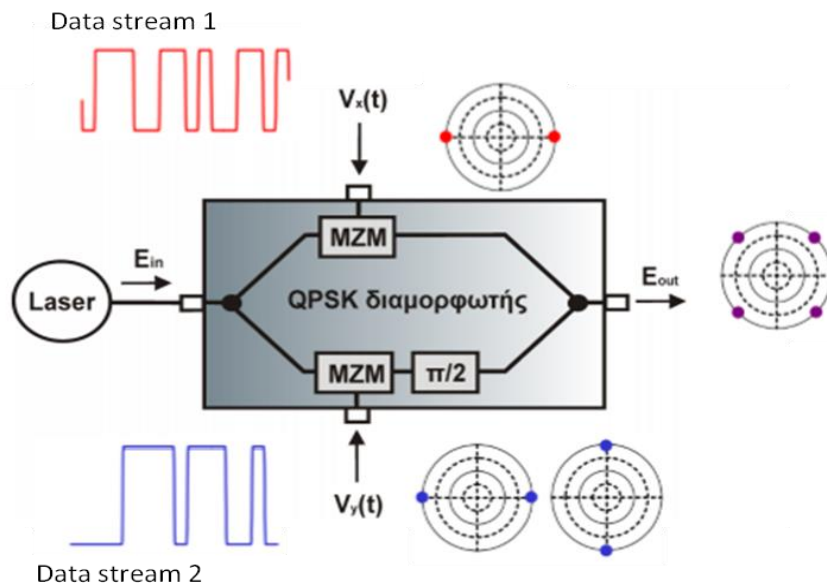 Data stream 1
Vx(t)
MZM
Ein
Eout
Laser
QPSK διαμορφωτής
MZM
π/2
Vy(t)
Data stream 2